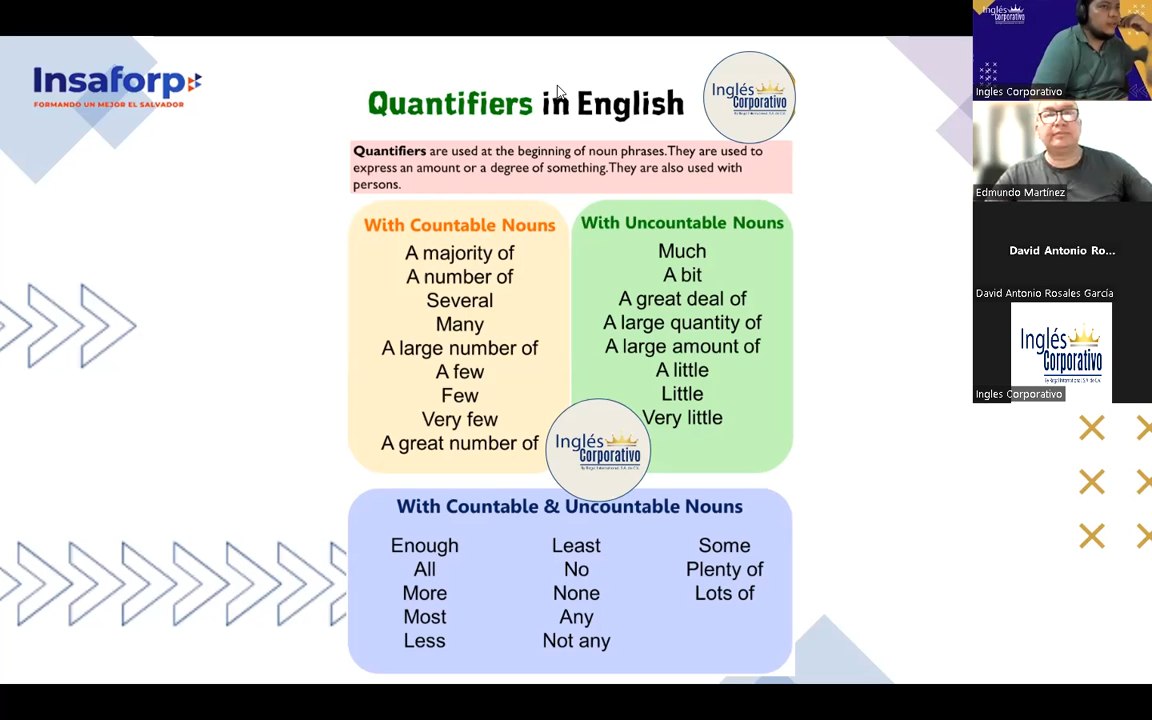 Insaforp
FORMANDO UN MEJOR EL SALVADOR
Quantifiers in English
Inglés
Corporativo
Quantifiers are used at the beginning of noun phrases.They are used to
express an amount or a degree of something.They are also used with
persons.
With Countable Nouns
A majority of
A number of
Several
Many
A large number of
A few
Few
Very few
A great number of
With Uncountable Nouns
Much
A bit
A great deal of
A large quantity of
A large amount of
A little
Little
Very little
Inglés
Corporativo
With Countable & Uncountable Nouns
Enough
All
More
Most
Less
Least
No
None
Any
Not any
Some
Plenty of
Lots of
Inglés
Corporativo
Ingles Corporativo
Edmundo Martínez
David Antonio Ro...
David Antonio Rosales García
Inglés
Corporativo
Ingles Corporativo